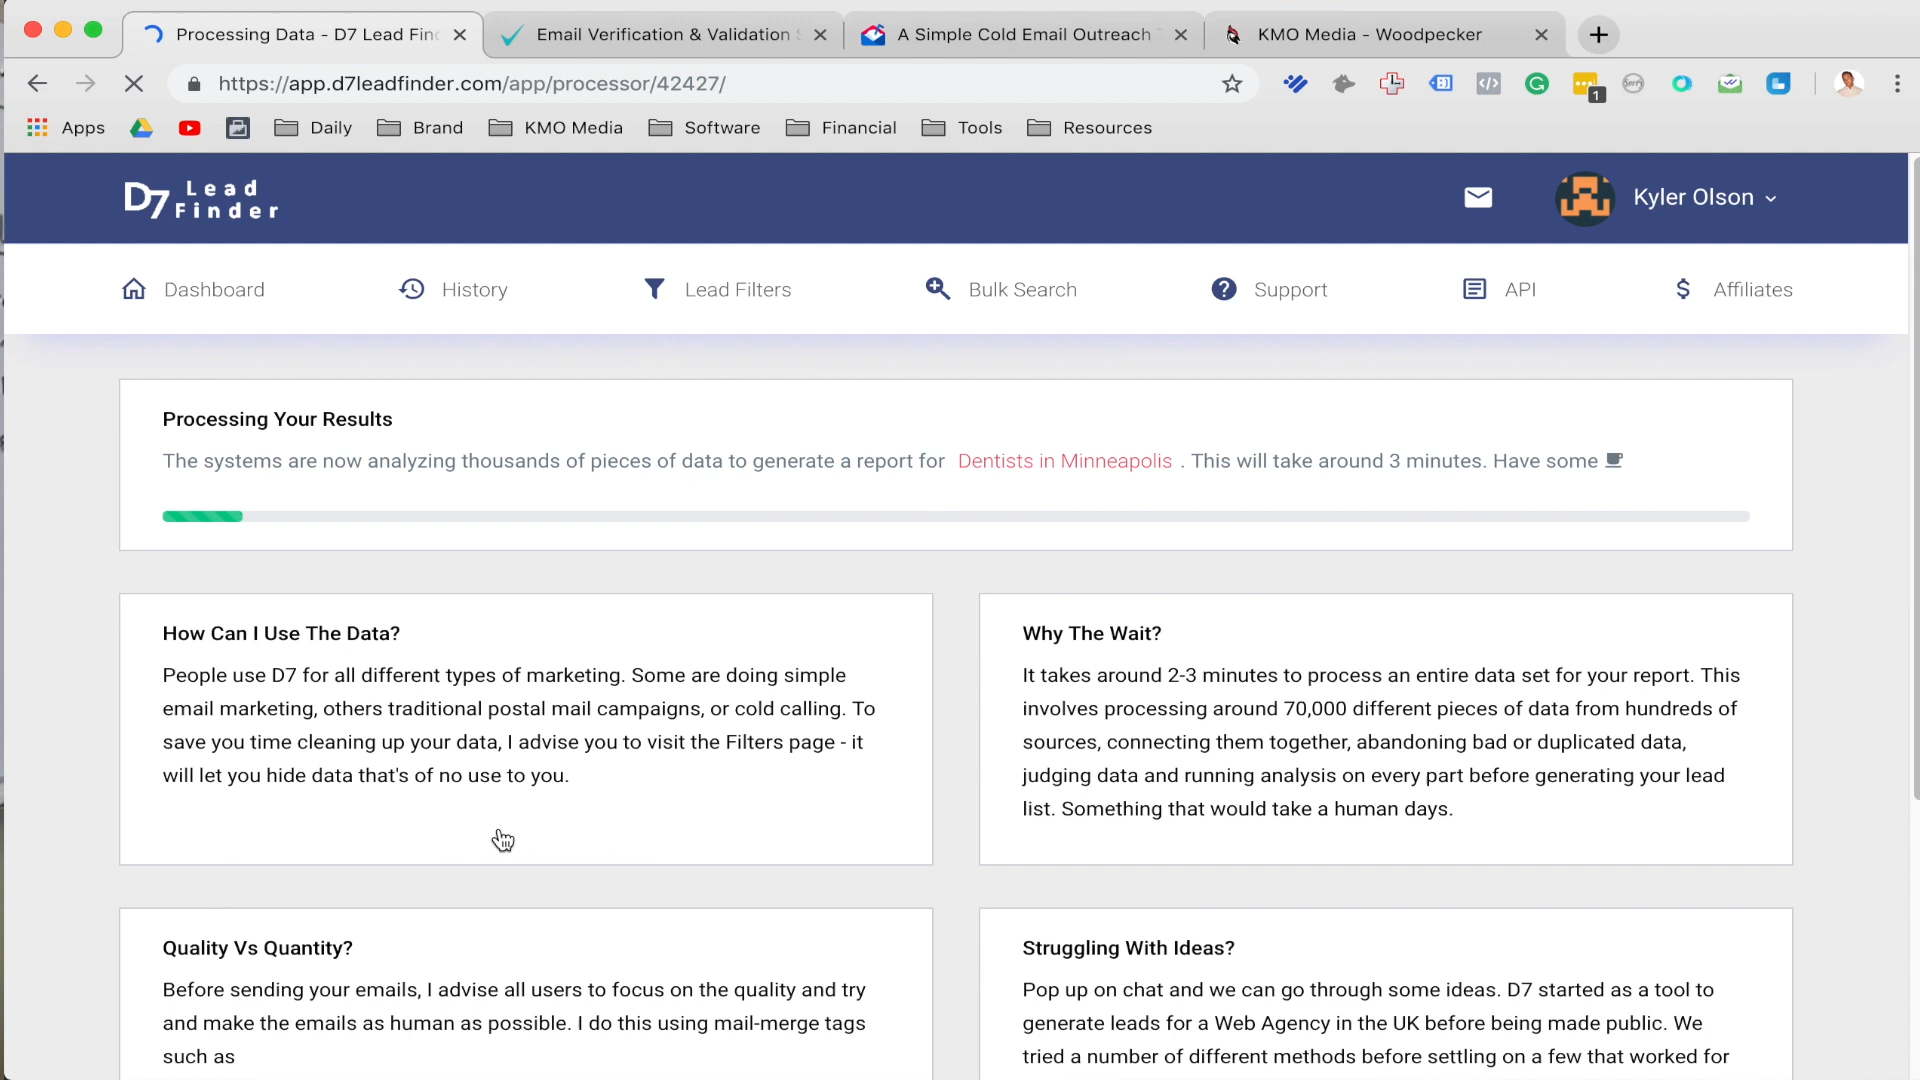 Processing Data - D7 Lead Fin
Email Verification & Validation S
A Simple Cold Email Outreach T
KMO Media - Woodpecker
https://app.d7leadfinder.com/app/processor/42427/
1
Apps
Daily
Brand
KMO Media
Software
Financial
Tools
Resources
D7 Lead Finder
Kyler Olson
Dashboard
History
Lead Filters
Bulk Search
Support
API
Affiliates
Processing Your Results
The systems are now analyzing thousands of pieces of data to generate a report for Dentists in Minneapolis . This will take around 3 minutes. Have some
How Can I Use The Data?
People use D7 for all different types of marketing. Some are doing simple
email marketing, others traditional postal mail campaigns, or cold calling. To
save you time cleaning up your data, I advise you to visit the Filters page - it
will let you hide data that's of no use to you.
Why The Wait?
It takes around 2-3 minutes to process an entire data set for your report. This
involves processing around 70,000 different pieces of data from hundreds of
sources, connecting them together, abandoning bad or duplicated data,
judging data and running analysis on every part before generating your lead
list. Something that would take a human days.
Quality Vs Quantity?
Before sending your emails, I advise all users to focus on the quality and try
and make the emails as human as possible. I do this using mail-merge tags
such as
Struggling With Ideas?
Pop up on chat and we can go through some ideas. D7 started as a tool to
generate leads for a Web Agency in the UK before being made public. We
tried a number of different methods before settling on a few that worked for